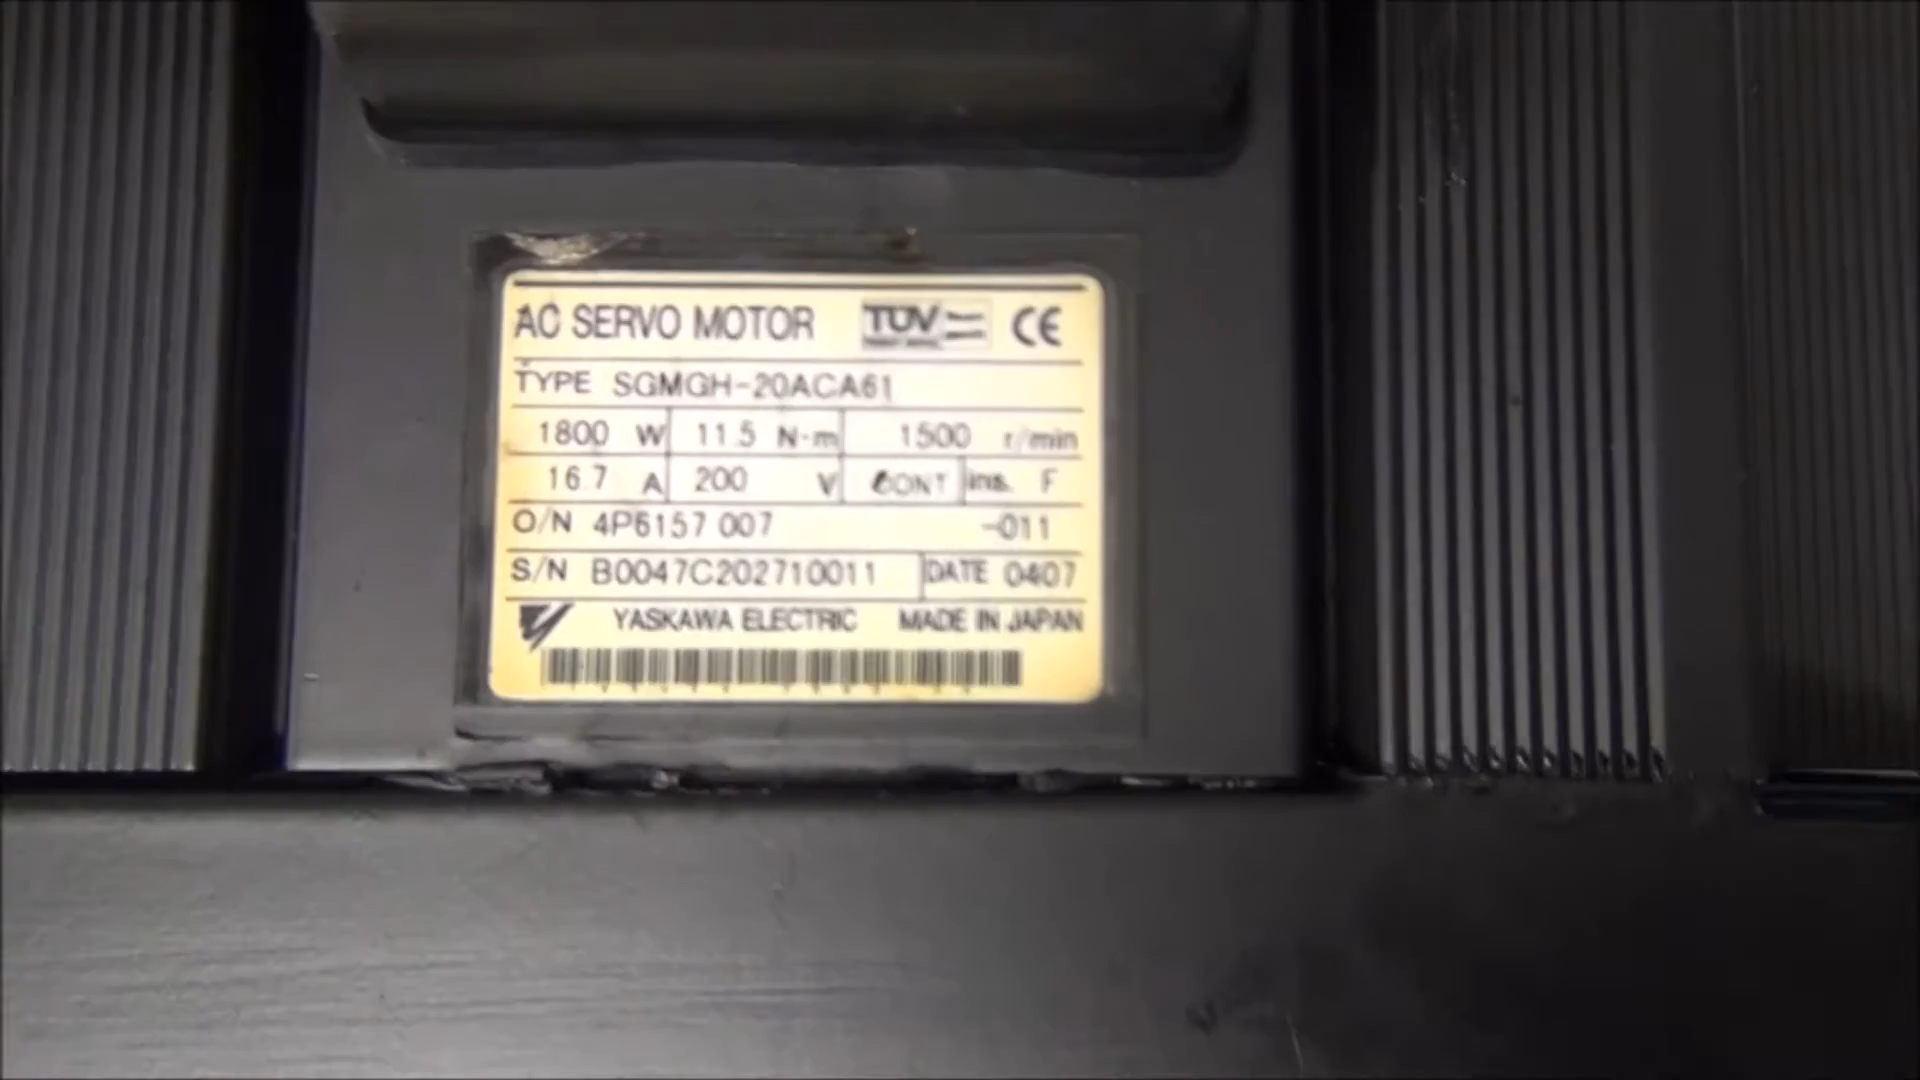 AC SERVO MOTOR TUV CE
TYPE SGMGH-20ACA61
1800 W 11.5 N-m 1500 r/min
16.7 A 200 V CONT ins. F
O/N 4P6157 007 -011
S/N B0047C202710011 DATE 0407
YASKAWA ELECTRIC MADE IN JAPAN